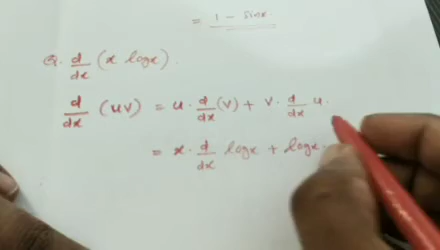 = 1 - Sinx.
Q. d/dx (x logx).
d/dx (uv) = u. d/dx (v) + v. d/dx u.
= x. d/dx logx + logx